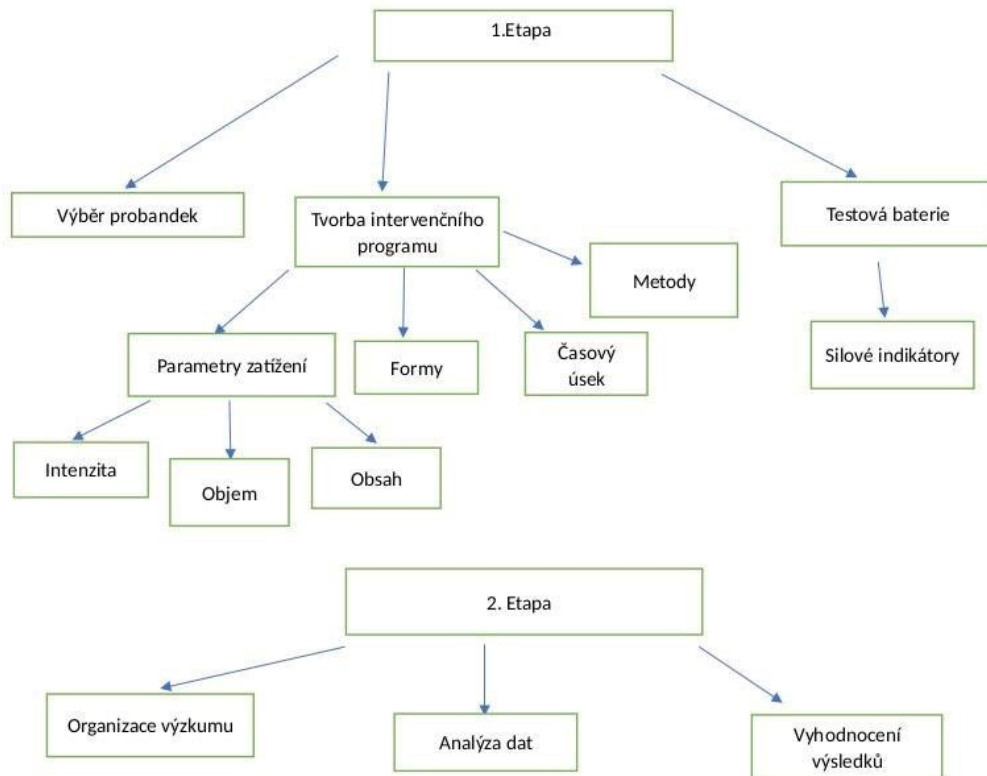 1.Etapa
Výběr probandek
Tvorba intervenčního
programu
Testová baterie
Metody
Parametry zatížení
Formy
Časový
úsek
Silové indikátory
Intenzita
Objem
Obsah
2. Etapa
Organizace výzkumu
Analýza dat
Vyhodnocení
výsledků